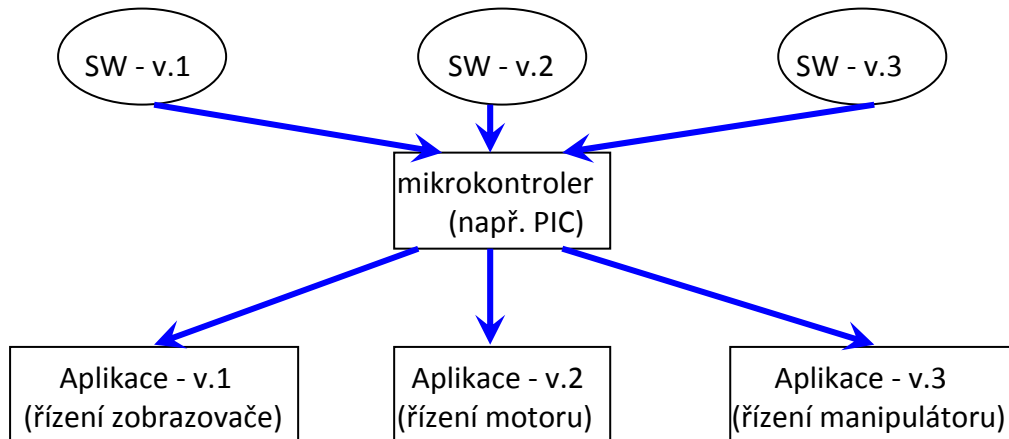 SW - v.1
SW - v.2
SW - v.3
mikrokontroler
(např. PIC)
Aplikace - v.1
(řízení zobrazovače)
Aplikace - v.2
(řízení motoru)
Aplikace - v.3
(řízení manipulátoru)